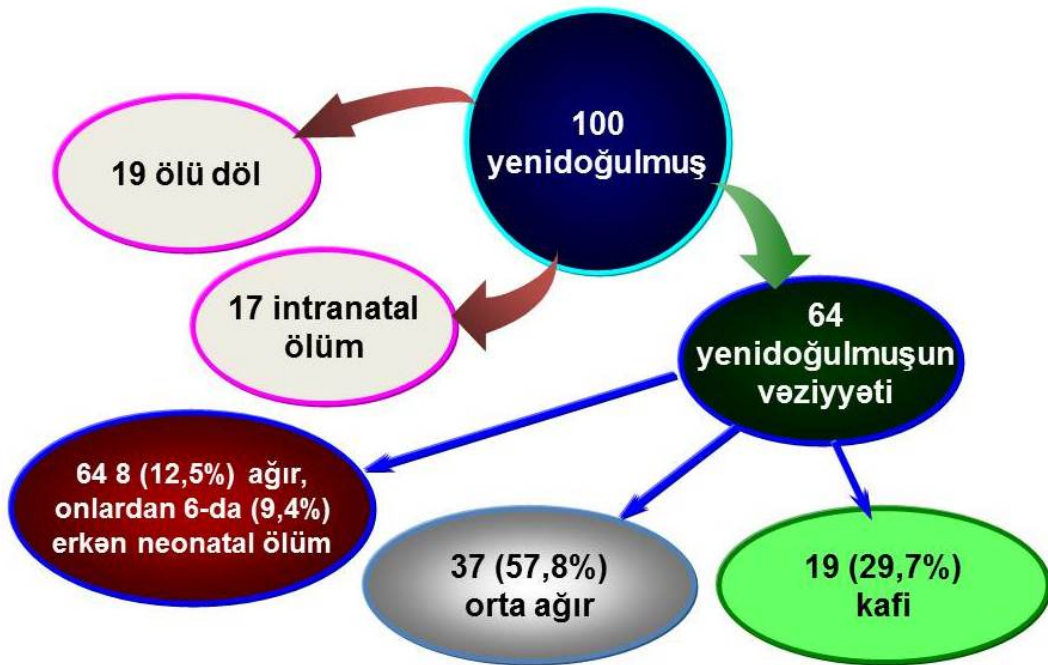 100
yenidoğulmuş
19 ölü döl
17 intranatal
ölüm
64
yenidoğulmuşun
vəziyyəti
64 8 (12,5%) ağır,
onlardan 6-da (9,4%)
erkən neonatal ölüm
37 (57,8%)
orta ağır
19 (29,7%)
kafi